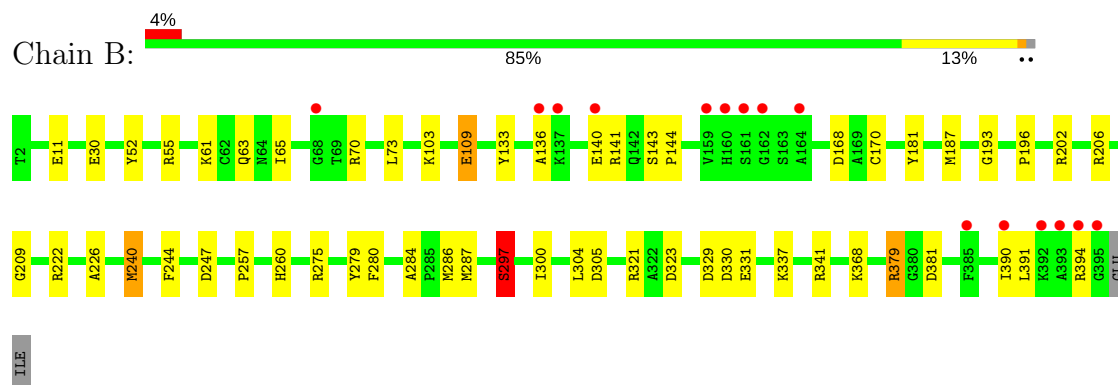 4%
Chain B:
85%
13%
••
T2 E11 E30 Y52 R55 K61 C62 Q63 N64 I65 G68 T69 R70 L73 K103 E109 Y133 A136 K137 E140 R141 Q142 S143 P144 V159 H160 S161 G162 S163 A164 D168 A169 C170 Y181 M187 G193 P196 R202 R206
G209 R222 A226 M240 F244 D247 P257 H260 R275 Y279 F280 A284 P285 M286 M287 S297 I300 L304 D305 R321 A322 D323 D329 D330 E331 K337 R341 K368 R379 G380 D381 F385 I390 L391 K392 A393 R394 G395 GLU
ILE